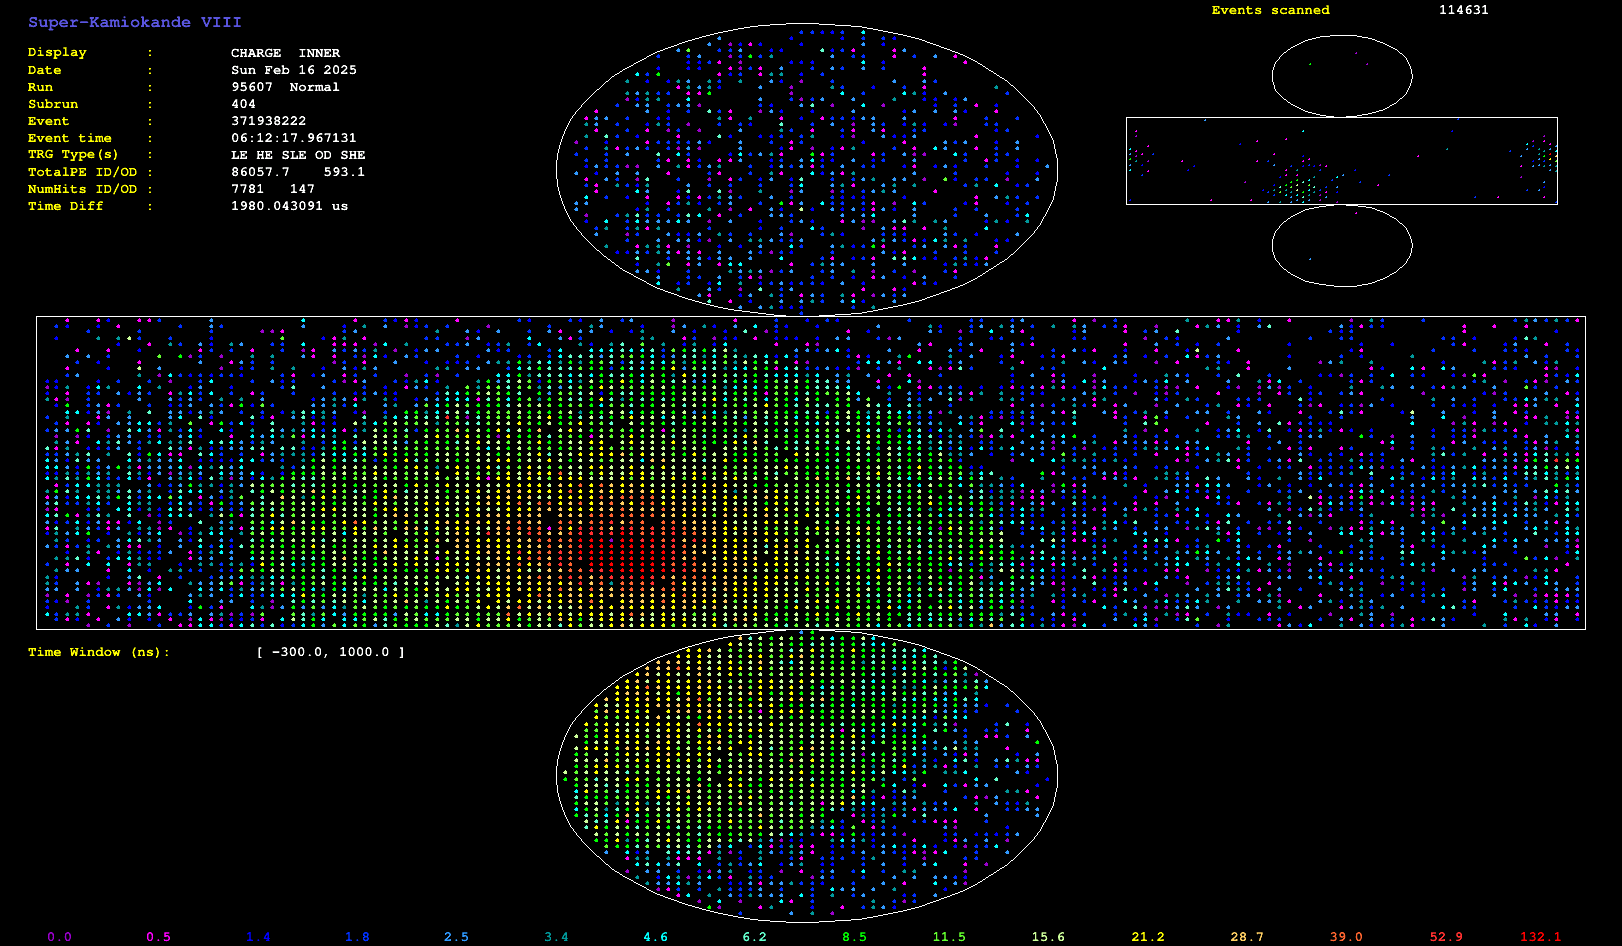 Super-Kamiokande VIII
Events scanned 114631
Display : CHARGE INNER
Date : Sun Feb 16 2025
Run : 95607 Normal
Subrun : 404
Event : 371938222
Event time : 06:12:17.967131
TRG Type(s) : LE HE SLE OD SHE
TotalPE ID/OD : 86057.7 593.1
NumHits ID/OD : 7781 147
Time Diff : 1980.043091 us
Time Window (ns): [ -300.0, 1000.0 ]
0.0 0.5 1.4 1.8 2.5 3.4 4.6 6.2 8.5 11.5 15.6 21.2 28.7 39.0 52.9 132.1